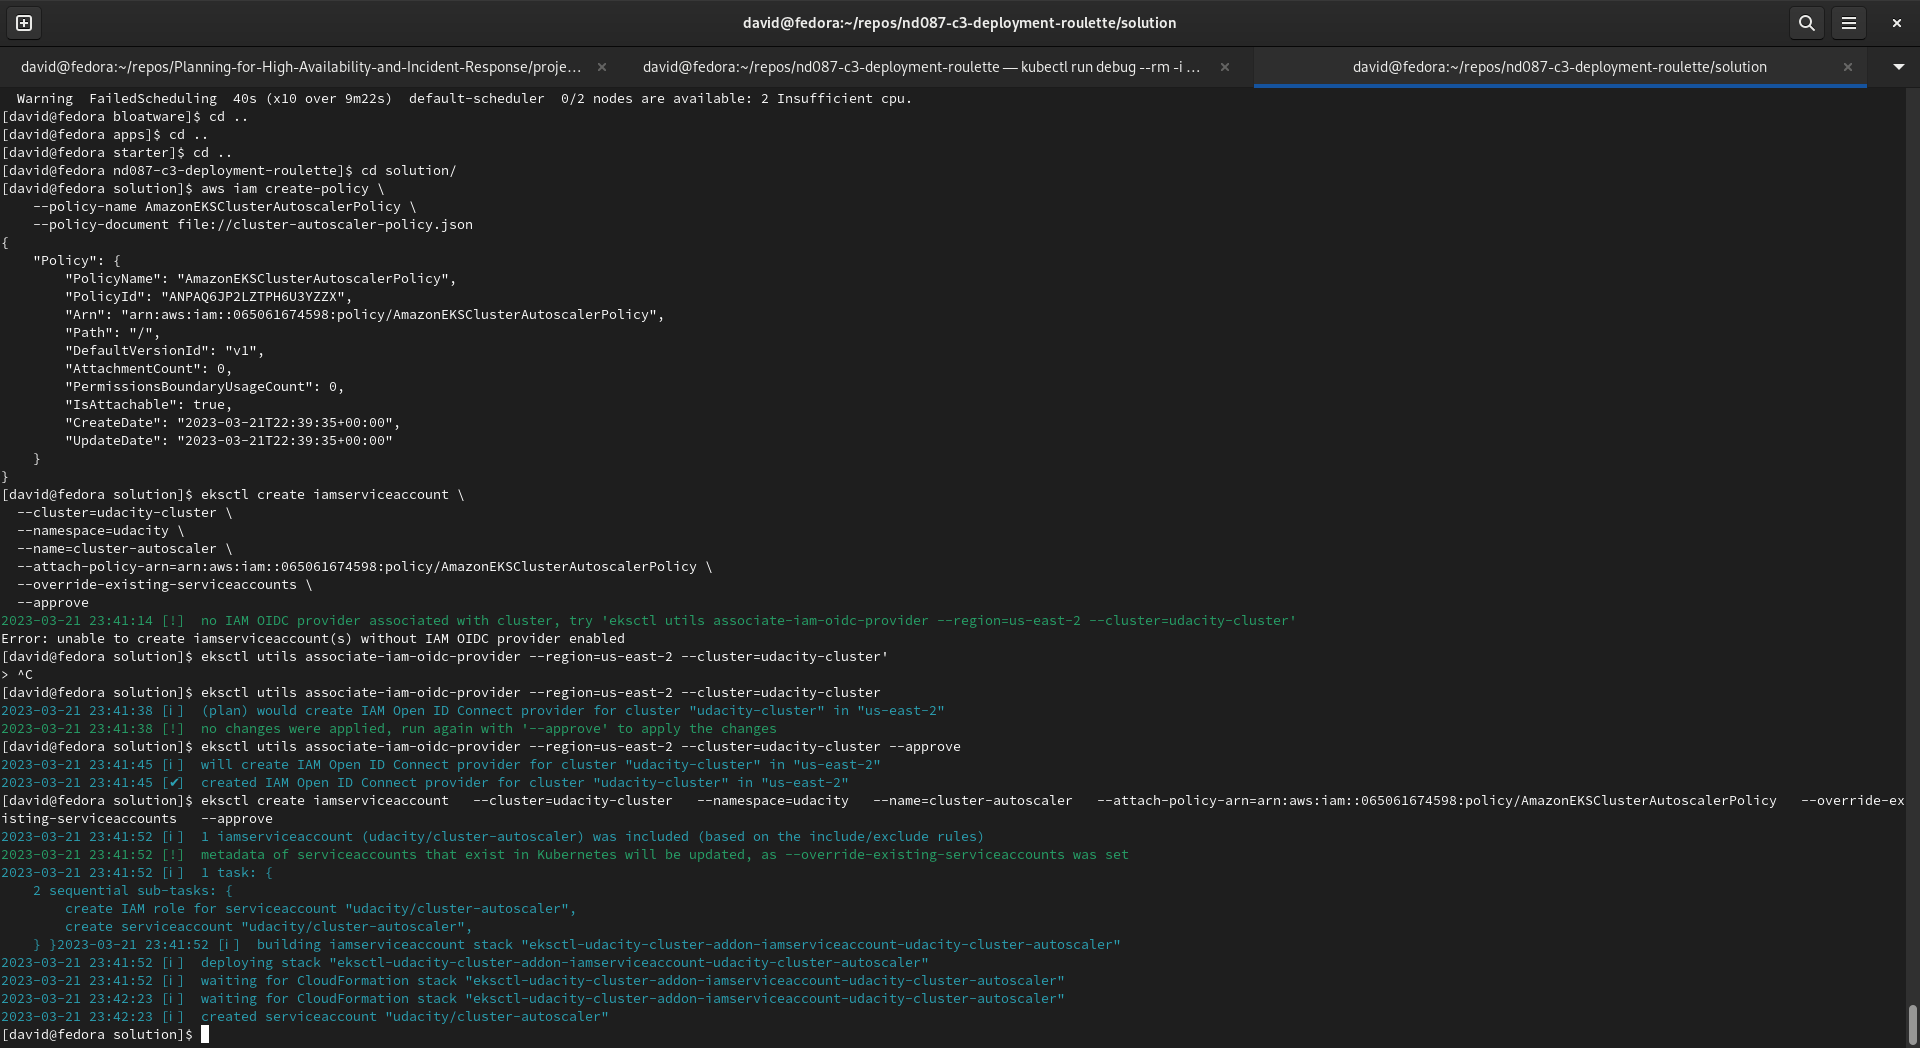 david@fedora:~/repos/nd087-c3-deployment-roulette/solution
david@fedora:~/repos/Planning-for-High-Availability-and-Incident-Response/proje...
david@fedora:~/repos/nd087-c3-deployment-roulette — kubectl run debug --rm -i ...
david@fedora:~/repos/nd087-c3-deployment-roulette/solution
  Warning  FailedScheduling  40s (x10 over 9m22s)  default-scheduler  0/2 nodes are available: 2 Insufficient cpu.
[david@fedora bloatware]$ cd ..
[david@fedora apps]$ cd ..
[david@fedora starter]$ cd ..
[david@fedora nd087-c3-deployment-roulette]$ cd solution/
[david@fedora solution]$ aws iam create-policy \
    --policy-name AmazonEKSClusterAutoscalerPolicy \
    --policy-document file://cluster-autoscaler-policy.json
{
    "Policy": {
        "PolicyName": "AmazonEKSClusterAutoscalerPolicy",
        "PolicyId": "ANPAQ6JP2LZTPH6U3YZZX",
        "Arn": "arn:aws:iam::065061674598:policy/AmazonEKSClusterAutoscalerPolicy",
        "Path": "/",
        "DefaultVersionId": "v1",
        "AttachmentCount": 0,
        "PermissionsBoundaryUsageCount": 0,
        "IsAttachable": true,
        "CreateDate": "2023-03-21T22:39:35+00:00",
        "UpdateDate": "2023-03-21T22:39:35+00:00"
    }
}
[david@fedora solution]$ eksctl create iamserviceaccount \
  --cluster=udacity-cluster \
  --namespace=udacity \
  --name=cluster-autoscaler \
  --attach-policy-arn=arn:aws:iam::065061674598:policy/AmazonEKSClusterAutoscalerPolicy \
  --override-existing-serviceaccounts \
  --approve
2023-03-21 23:41:14 [!]  no IAM OIDC provider associated with cluster, try 'eksctl utils associate-iam-oidc-provider --region=us-east-2 --cluster=udacity-cluster'
Error: unable to create iamserviceaccount(s) without IAM OIDC provider enabled
[david@fedora solution]$ eksctl utils associate-iam-oidc-provider --region=us-east-2 --cluster=udacity-cluster'
> ^C
[david@fedora solution]$ eksctl utils associate-iam-oidc-provider --region=us-east-2 --cluster=udacity-cluster
2023-03-21 23:41:38 [ℹ]  (plan) would create IAM Open ID Connect provider for cluster "udacity-cluster" in "us-east-2"
2023-03-21 23:41:38 [!]  no changes were applied, run again with '--approve' to apply the changes
[david@fedora solution]$ eksctl utils associate-iam-oidc-provider --region=us-east-2 --cluster=udacity-cluster --approve
2023-03-21 23:41:45 [ℹ]  will create IAM Open ID Connect provider for cluster "udacity-cluster" in "us-east-2"
2023-03-21 23:41:45 [✔]  created IAM Open ID Connect provider for cluster "udacity-cluster" in "us-east-2"
[david@fedora solution]$ eksctl create iamserviceaccount   --cluster=udacity-cluster   --namespace=udacity   --name=cluster-autoscaler   --attach-policy-arn=arn:aws:iam::065061674598:policy/AmazonEKSClusterAutoscalerPolicy   --override-ex
isting-serviceaccounts   --approve
2023-03-21 23:41:52 [ℹ]  1 iamserviceaccount (udacity/cluster-autoscaler) was included (based on the include/exclude rules)
2023-03-21 23:41:52 [!]  metadata of serviceaccounts that exist in Kubernetes will be updated, as --override-existing-serviceaccounts was set
2023-03-21 23:41:52 [ℹ]  1 task: {
    2 sequential sub-tasks: {
        create IAM role for serviceaccount "udacity/cluster-autoscaler",
        create serviceaccount "udacity/cluster-autoscaler",
    } }2023-03-21 23:41:52 [ℹ]  building iamserviceaccount stack "eksctl-udacity-cluster-addon-iamserviceaccount-udacity-cluster-autoscaler"
2023-03-21 23:41:52 [ℹ]  deploying stack "eksctl-udacity-cluster-addon-iamserviceaccount-udacity-cluster-autoscaler"
2023-03-21 23:41:52 [ℹ]  waiting for CloudFormation stack "eksctl-udacity-cluster-addon-iamserviceaccount-udacity-cluster-autoscaler"
2023-03-21 23:42:23 [ℹ]  waiting for CloudFormation stack "eksctl-udacity-cluster-addon-iamserviceaccount-udacity-cluster-autoscaler"
2023-03-21 23:42:23 [ℹ]  created serviceaccount "udacity/cluster-autoscaler"
[david@fedora solution]$